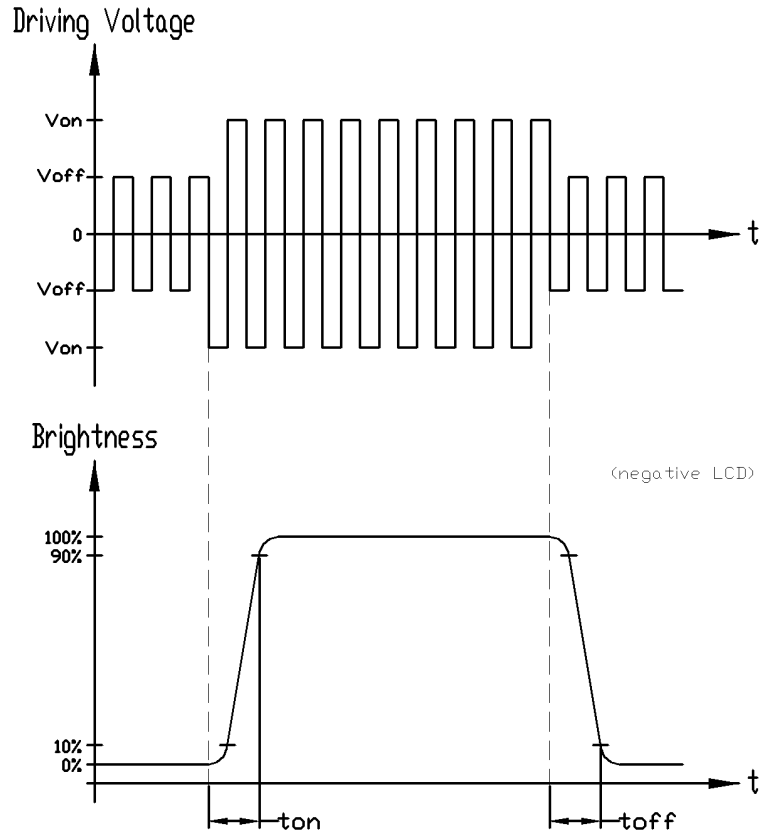 Driving Voltage
Von
Voff
0
t
Voff
Von
Brightness
(negative LCD)
100%
90%
10%
0%
t
ton
toff